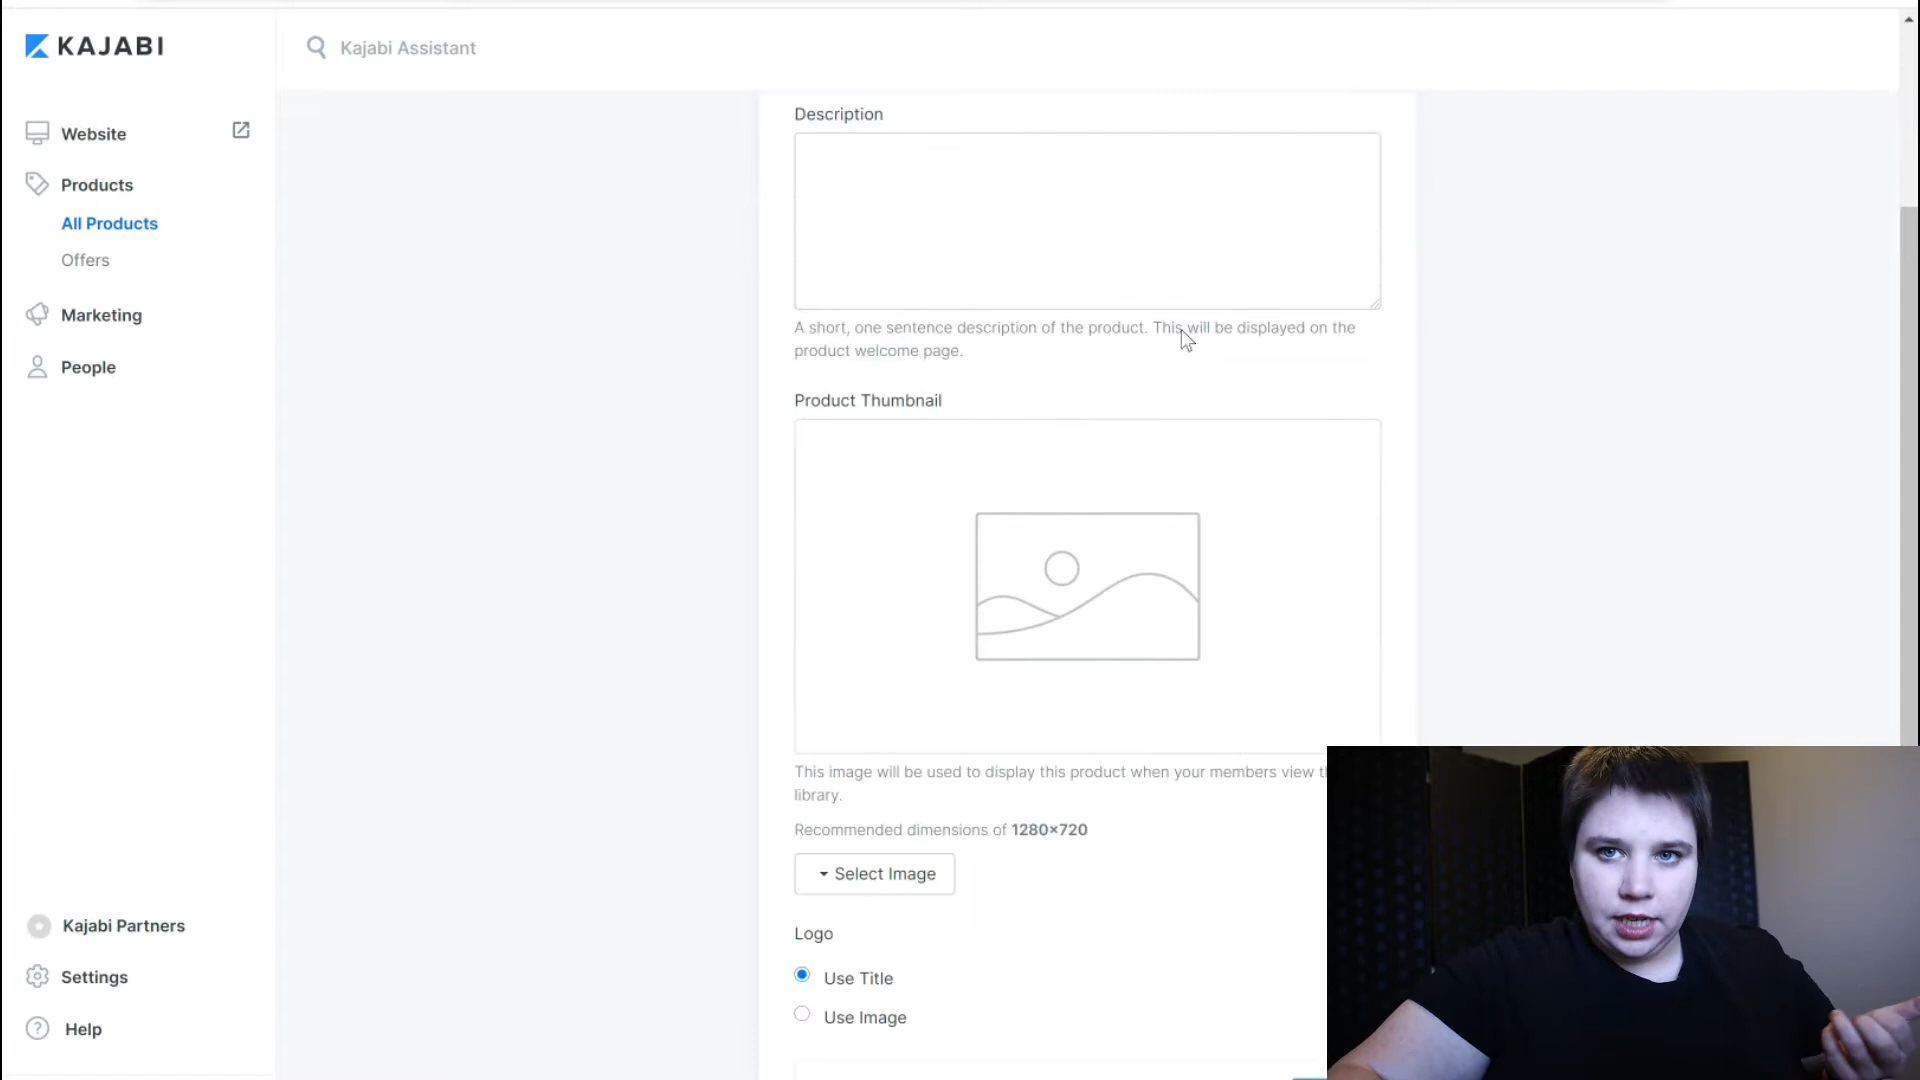 KAJABI
Kajabi Assistant
Website
Products
All Products
Offers
Marketing
People
Kajabi Partners
Settings
Help
Description
A short, one sentence description of the product. This will be displayed on the
product welcome page.
Product Thumbnail
This image will be used to display this product when your members view
library.
Recommended dimensions of 1280×720
Select Image
Logo
Use Title
Use Image